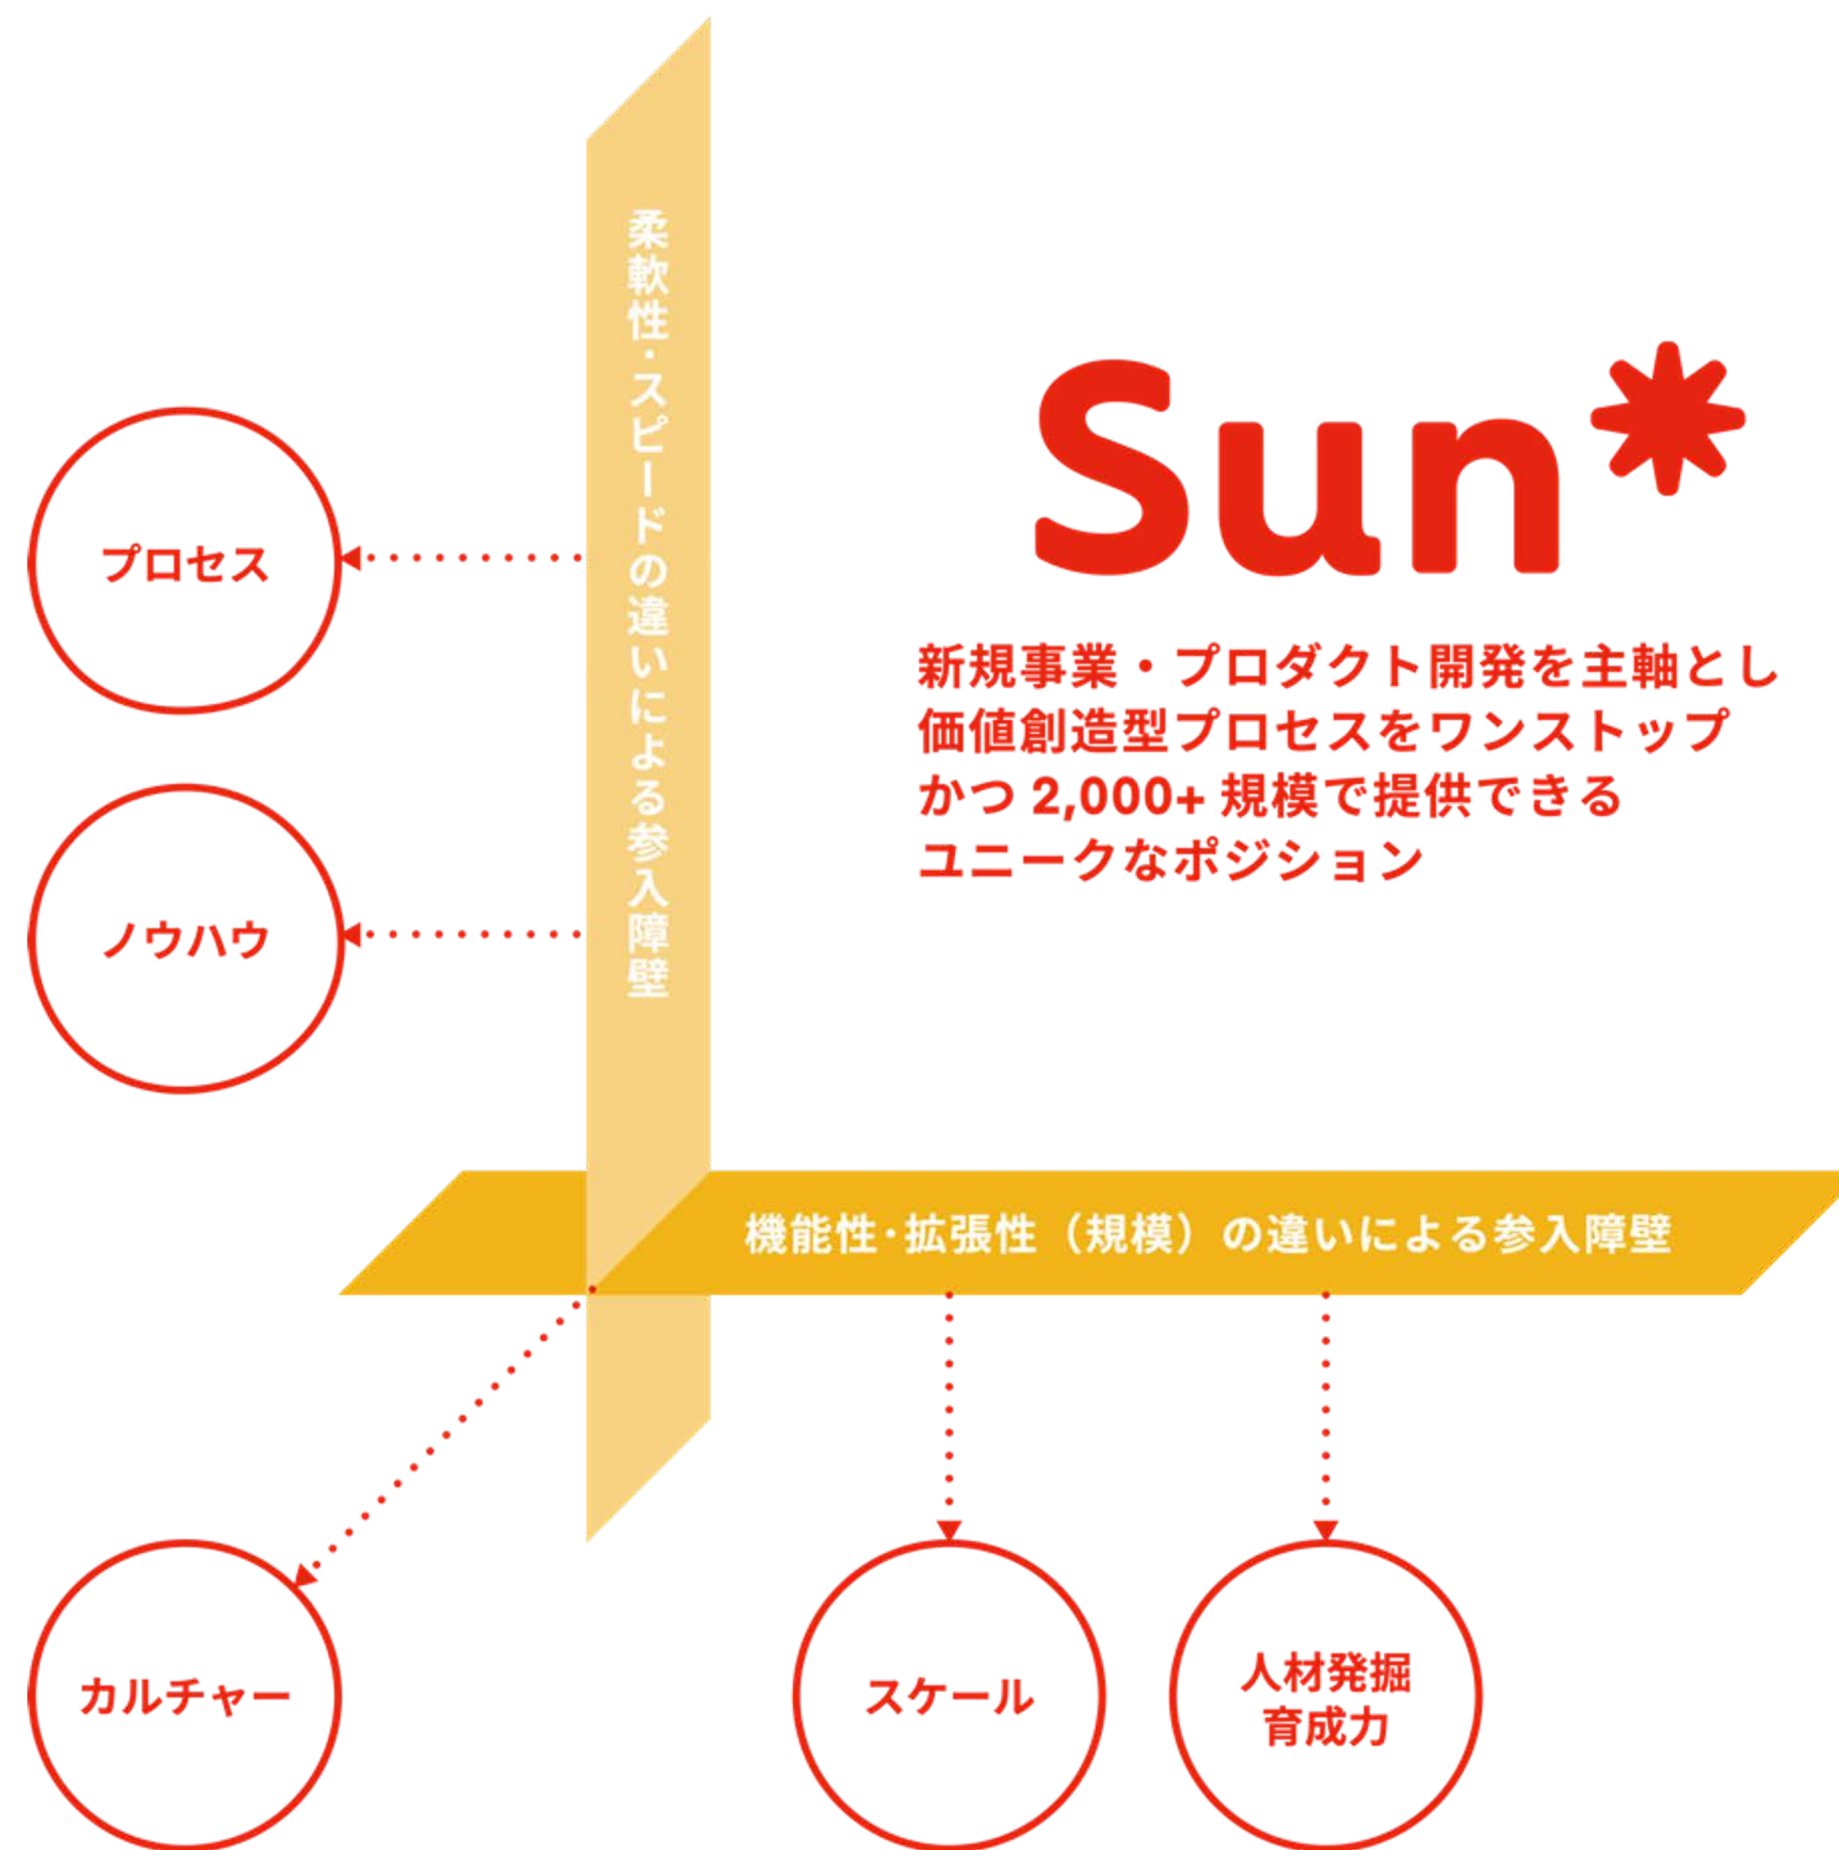 柔軟性・スピードの違いによる参入障壁
Sun*
新規事業・プロダクト開発を主軸とし
価値創造型プロセスをワンストップ
かつ 2,000+ 規模で提供できる
ユニークなポジション
プロセス
ノウハウ
機能性・拡張性（規模）の違いによる参入障壁
カルチャー
スケール
人材発掘
育成力